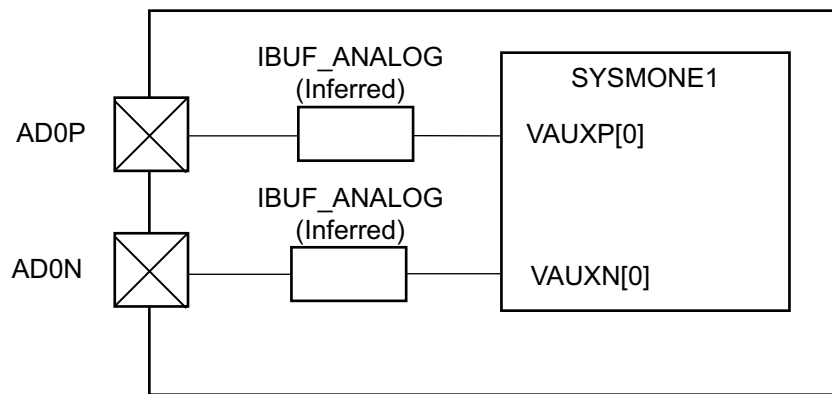 IBUF_ANALOG
(Inferred)
SYSMONE1
AD0P
VAUXP[0]
IBUF_ANALOG
(Inferred)
AD0N
VAUXN[0]